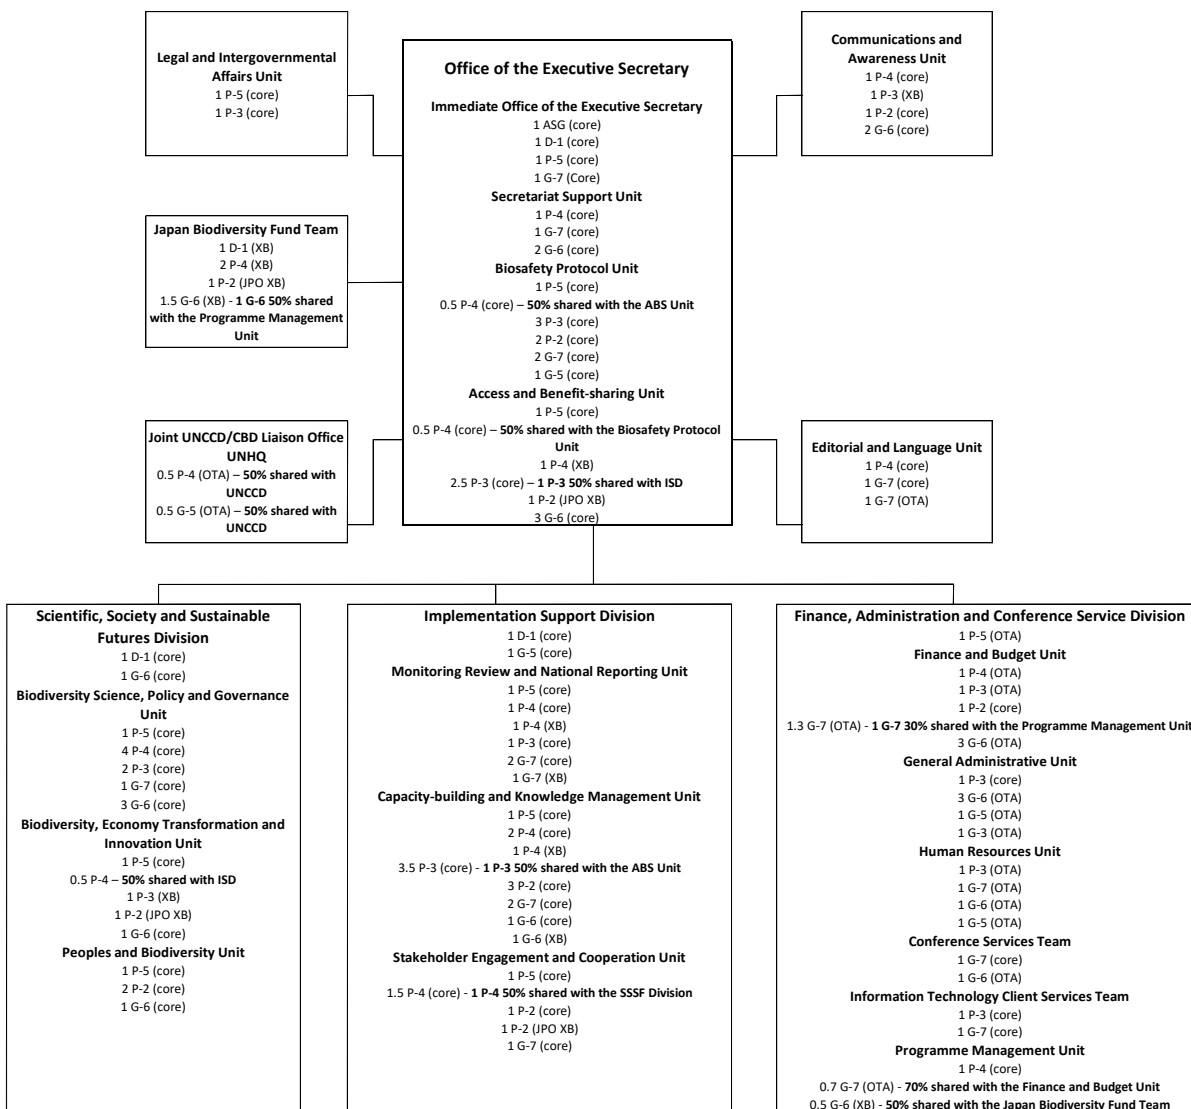 Legal and Intergovernmental
Affairs Unit
1 P-5 (core)
1 P-3 (core)
Office of the Executive Secretary
Immediate Office of the Executive Secretary
1 ASG (core)
1 D-1 (core)
1 P-5 (core)
1 G-7 (Core)
Secretariat Support Unit
1 P-4 (core)
1 G-7 (core)
2 G-6 (core)
Biosafety Protocol Unit
1 P-5 (core)
0.5 P-4 (core) – 50% shared with the ABS Unit
3 P-3 (core)
2 P-2 (core)
2 G-7 (core)
1 G-5 (core)
Access and Benefit-sharing Unit
1 P-5 (core)
0.5 P-4 (core) – 50% shared with the Biosafety Protocol
Unit
1 P-4 (XB)
2.5 P-3 (core) – 1 P-3 50% shared with ISD
1 P-2 (JPO XB)
3 G-6 (core)
Communications and
Awareness Unit
1 P-4 (core)
1 P-3 (XB)
1 P-2 (core)
2 G-6 (core)
Japan Biodiversity Fund Team
1 D-1 (XB)
2 P-4 (XB)
1 P-2 (JPO XB)
1.5 G-6 (XB) - 1 G-6 50% shared
with the Programme Management
Unit
Joint UNCCD/CBD Liaison Office
UNHQ
0.5 P-4 (OTA) – 50% shared with
UNCCD
0.5 G-5 (OTA) – 50% shared with
UNCCD
Editorial and Language Unit
1 P-4 (core)
1 G-7 (core)
1 G-7 (OTA)
Scientific, Society and Sustainable
Futures Division
1 D-1 (core)
1 G-6 (core)
Biodiversity Science, Policy and Governance
Unit
1 P-5 (core)
4 P-4 (core)
2 P-3 (core)
1 G-7 (core)
3 G-6 (core)
Biodiversity, Economy Transformation and
Innovation Unit
1 P-5 (core)
0.5 P-4 – 50% shared with ISD
1 P-3 (XB)
1 P-2 (JPO XB)
1 G-6 (core)
Peoples and Biodiversity Unit
1 P-5 (core)
2 P-2 (core)
1 G-6 (core)
Implementation Support Division
1 D-1 (core)
1 G-5 (core)
Monitoring Review and National Reporting Unit
1 P-5 (core)
1 P-4 (core)
1 P-4 (XB)
1 P-3 (core)
2 G-7 (core)
1 G-7 (XB)
Capacity-building and Knowledge Management Unit
1 P-5 (core)
2 P-4 (core)
1 P-4 (XB)
3.5 P-3 (core) - 1 P-3 50% shared with the ABS Unit
3 P-2 (core)
2 G-7 (core)
1 G-6 (core)
1 G-6 (XB)
Stakeholder Engagement and Cooperation Unit
1 P-5 (core)
1.5 P-4 (core) - 1 P-4 50% shared with the SSSF Division
1 P-2 (core)
1 P-2 (JPO XB)
1 G-7 (core)
Finance, Administration and Conference Service Division
1 P-5 (OTA)
Finance and Budget Unit
1 P-4 (OTA)
1 P-3 (OTA)
1 P-2 (core)
1.3 G-7 (OTA) - 1 G-7 30% shared with the Programme Management Unit
3 G-6 (OTA)
General Administrative Unit
1 P-3 (core)
3 G-6 (OTA)
1 G-5 (OTA)
1 G-3 (OTA)
Human Resources Unit
1 P-3 (OTA)
1 G-7 (OTA)
1 G-6 (OTA)
1 G-5 (OTA)
Conference Services Team
1 G-7 (core)
1 G-6 (OTA)
Information Technology Client Services Team
1 P-3 (core)
1 G-7 (core)
Programme Management Unit
1 P-4 (core)
0.7 G-7 (OTA) - 70% shared with the Finance and Budget Unit
0.5 G-6 (XB) - 50% shared with the Japan Biodiversity Fund Team